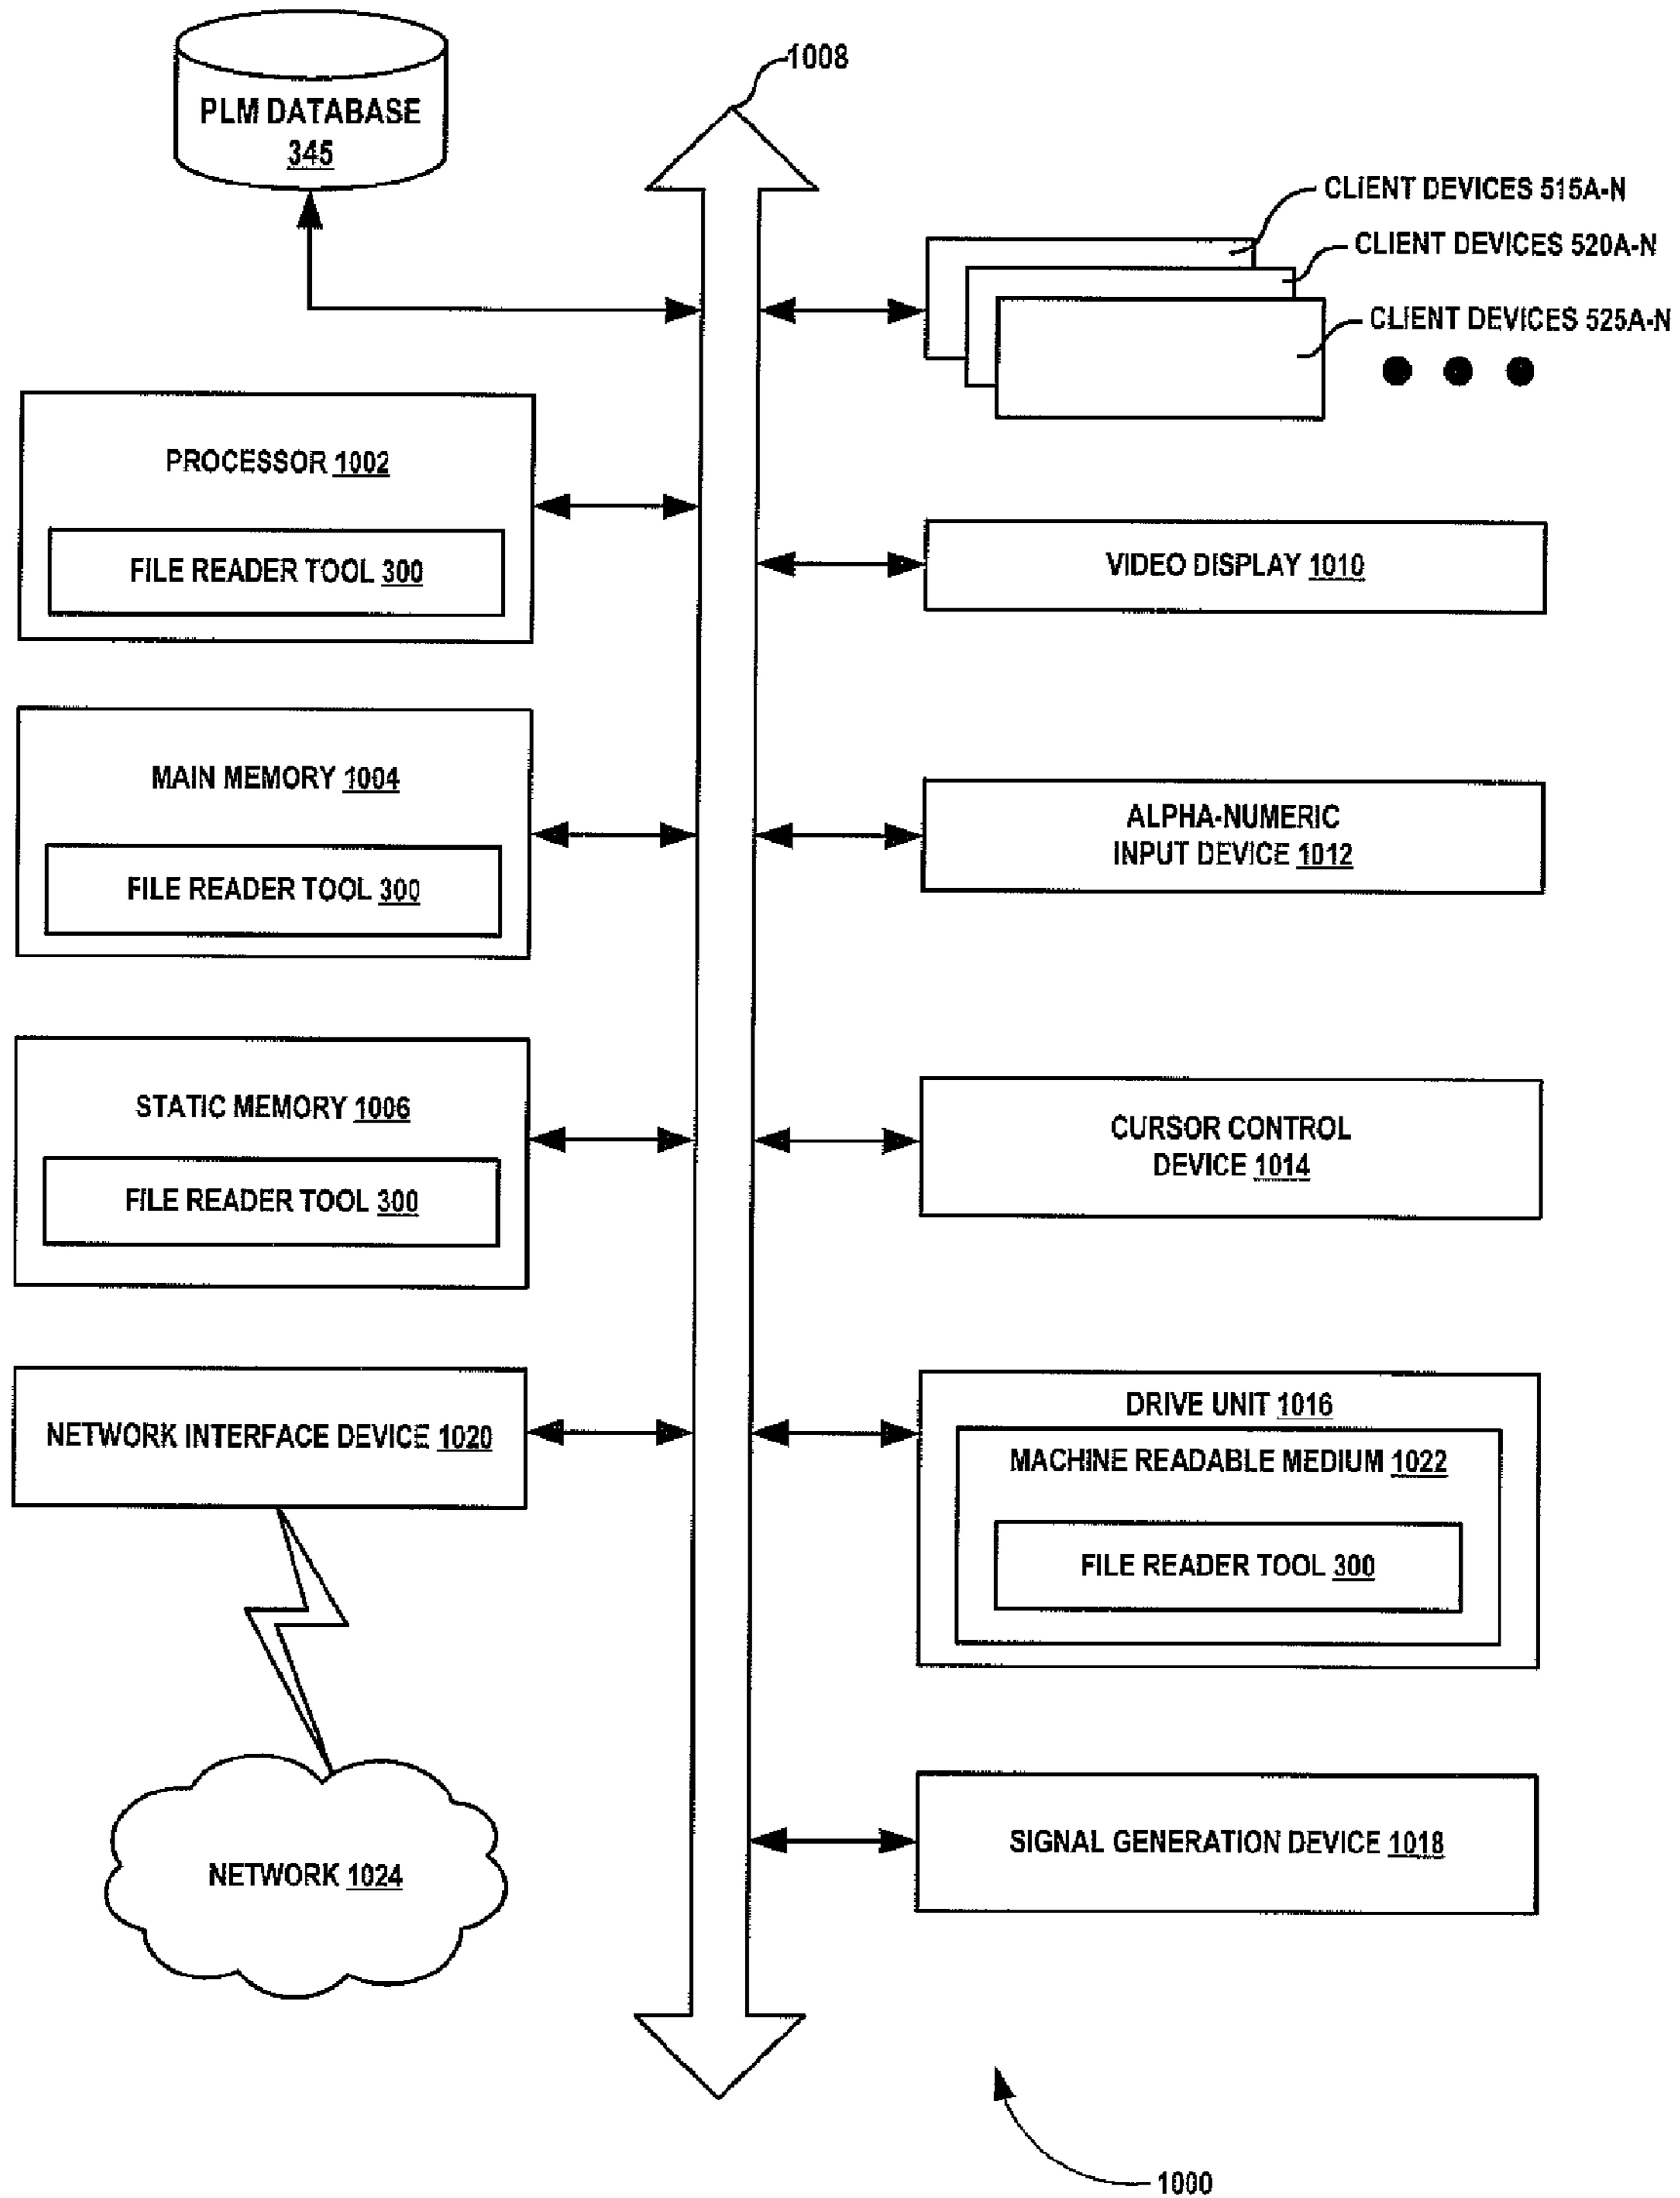 1008
PLM DATABASE
345
CLIENT DEVICES 515A-N
CLIENT DEVICES 520A-N
CLIENT DEVICES 525A-N
PROCESSOR 1002
FILE READER TOOL 300
VIDEO DISPLAY 1010
MAIN MEMORY 1004
FILE READER TOOL 300
ALPHA-NUMERIC
INPUT DEVICE 1012
STATIC MEMORY 1006
FILE READER TOOL 300
CURSOR CONTROL
DEVICE 1014
NETWORK INTERFACE DEVICE 1020
DRIVE UNIT 1016
MACHINE READABLE MEDIUM 1022
FILE READER TOOL 300
NETWORK 1024
SIGNAL GENERATION DEVICE 1018
1000